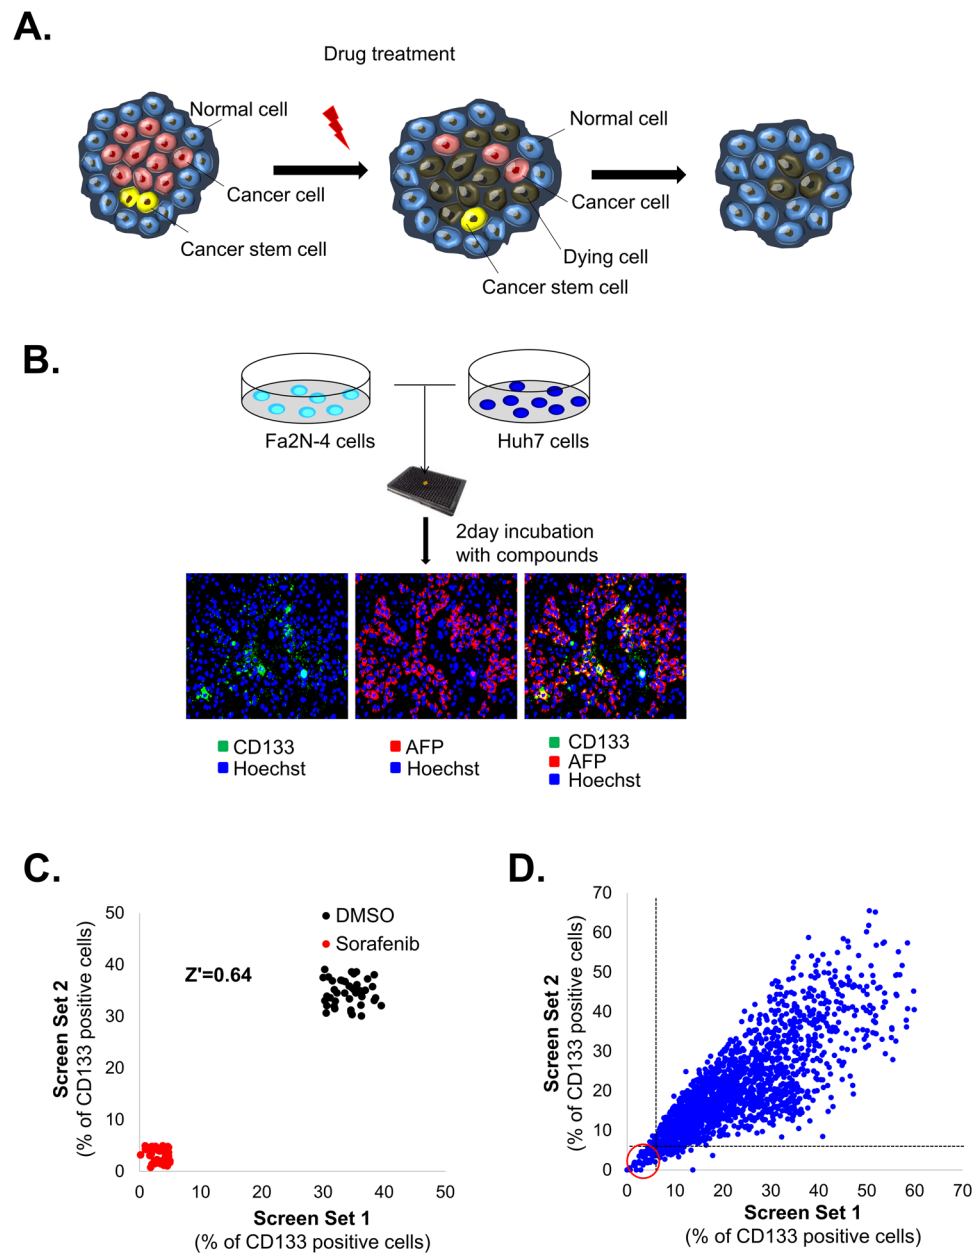 A.
Drug treatment
Normal cell
Cancer cell
Cancer stem cell
Normal cell
Cancer cell
Dying cell
Cancer stem cell
B.
Fa2N-4 cells
Huh7 cells
2day incubation
with compounds
CD133
Hoechst
AFP
Hoechst
CD133
AFP
Hoechst
C.
Screen Set 2
(% of CD133 positive cells)
50
40
30
20
10
0
DMSO
Sorafenib
Z'=0.64
0 10 20 30 40 50
Screen Set 1
(% of CD133 positive cells)
D.
Screen Set 2
(% of CD133 positive cells)
70
60
50
40
30
20
10
0
0 10 20 30 40 50 60 70
Screen Set 1
(% of CD133 positive cells)